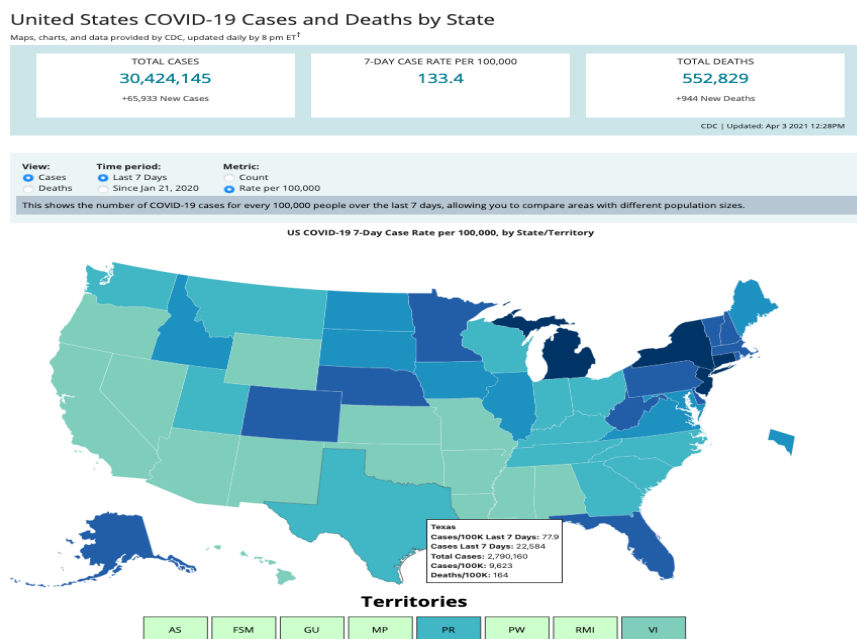 United States COVID-19 Cases and Deaths by State
Maps, charts, and data provided by CDC, updated daily by 8 pm ET†
TOTAL CASES
30,424,145
+65,933 New Cases
7-DAY CASE RATE PER 100,000
133.4
TOTAL DEATHS
552,829
+944 New Deaths
CDC | Updated: Apr 3 2021 12:28PM
View:
Cases
Deaths
Time period:
Last 7 Days
Since Jan 21, 2020
Metric:
Count
Rate per 100,000
This shows the number of COVID-19 cases for every 100,000 people over the last 7 days, allowing you to compare areas with different population sizes.
US COVID-19 7-Day Case Rate per 100,000, by State/Territory
Texas
Cases/100K Last 7 Days: 77.9
Cases Last 7 Days: 22,584
Total Cases: 2,790,160
Cases/100K: 9,623
Deaths/100K: 164
Territories
AS
FSM
GU
MP
PR
PW
RMI
VI